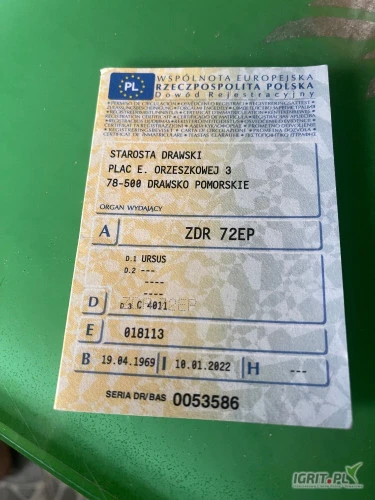 PL
WSPÓLNOTA EUROPEJSKA
RZECZPOSPOLITA POLSKA
Dowód Rejestracyjny
STAROSTA DRAWSKI
PLAC E. ORZESZKOWEJ 3
78-500 DRAWSKO POMORSKIE
ORGAN WYDAJĄCY
A ZDR 72EP
D.1 URSUS
D.2 ---
----
----
D D.3 C 4011
E 018113
B 19.04.1969 I 10.01.2022 H ---
SERIA DR/BAS 0053586
IGRIT.PL